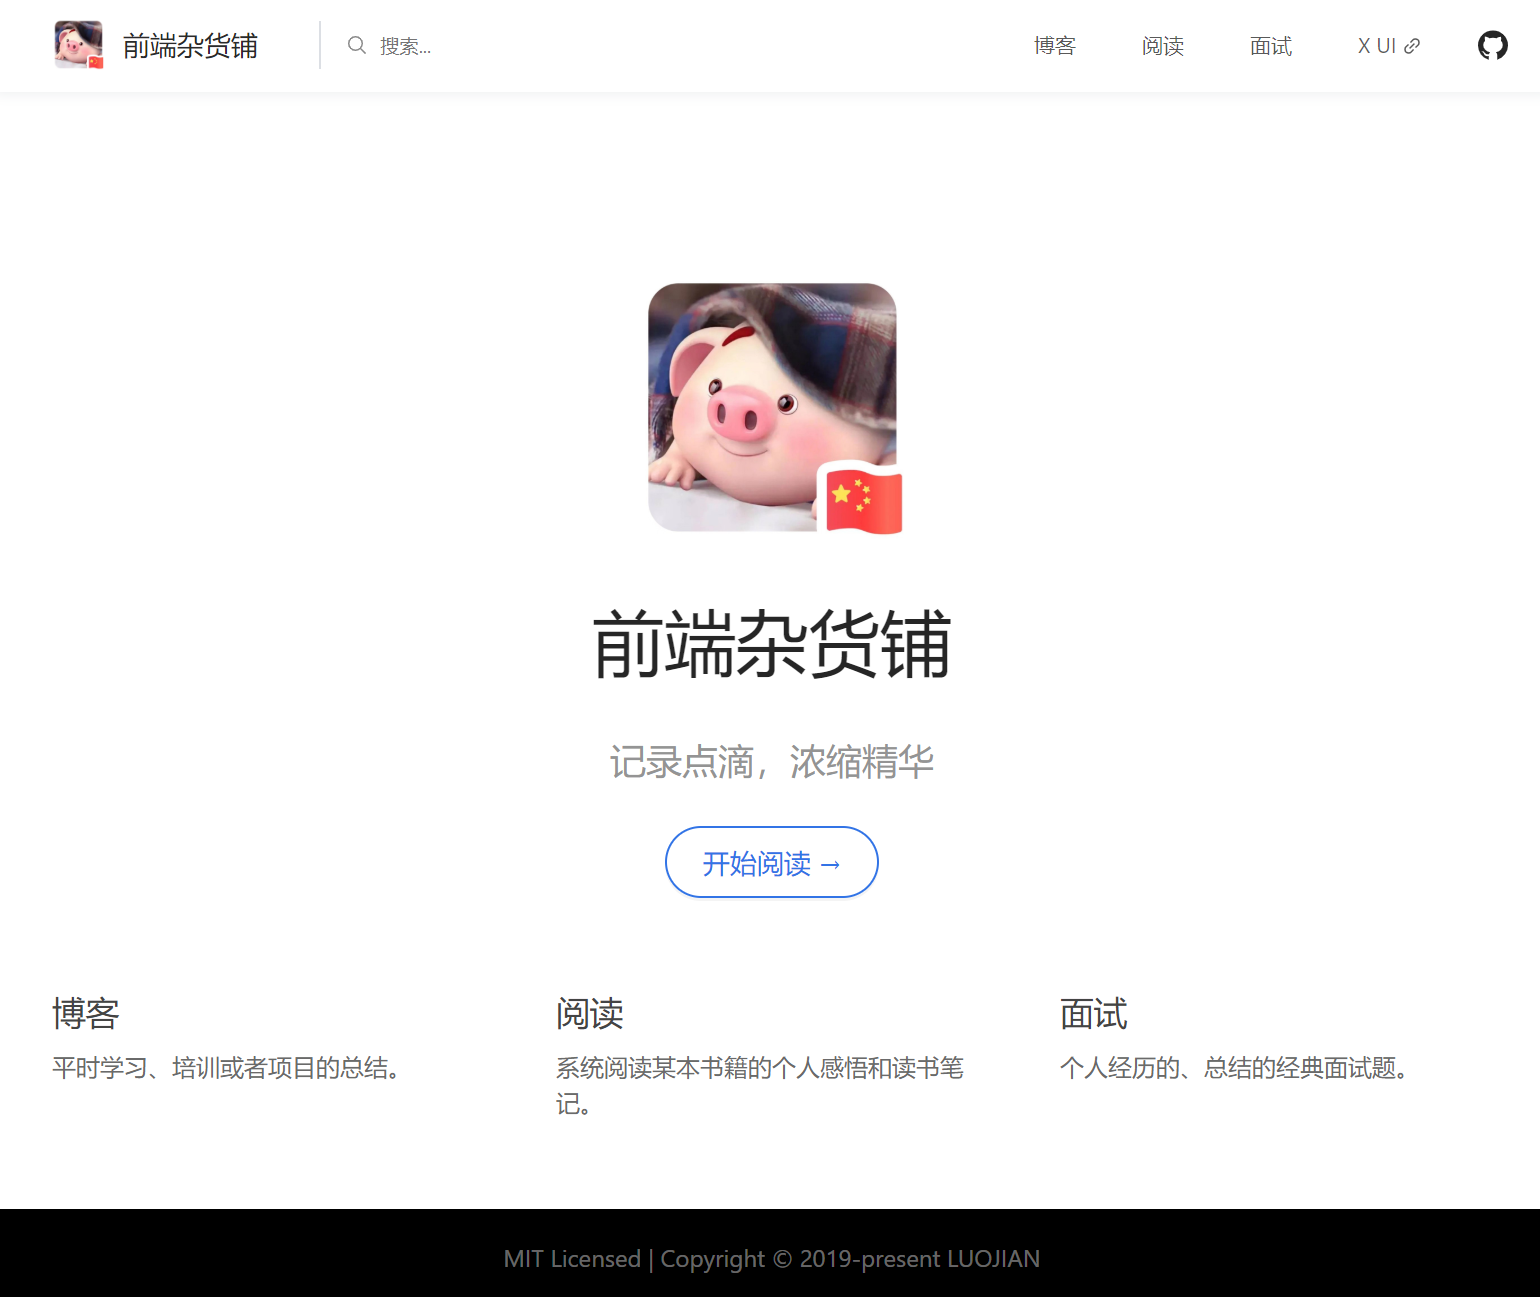 前端杂货铺
搜索...
博客
阅读
面试
X UI
前端杂货铺
记录点滴，浓缩精华
开始阅读 →
博客
平时学习、培训或者项目的总结。
阅读
系统阅读某本书籍的个人感悟和读书笔
记。
面试
个人经历的、总结的经典面试题。
MIT Licensed | Copyright © 2019-present LUOJIAN